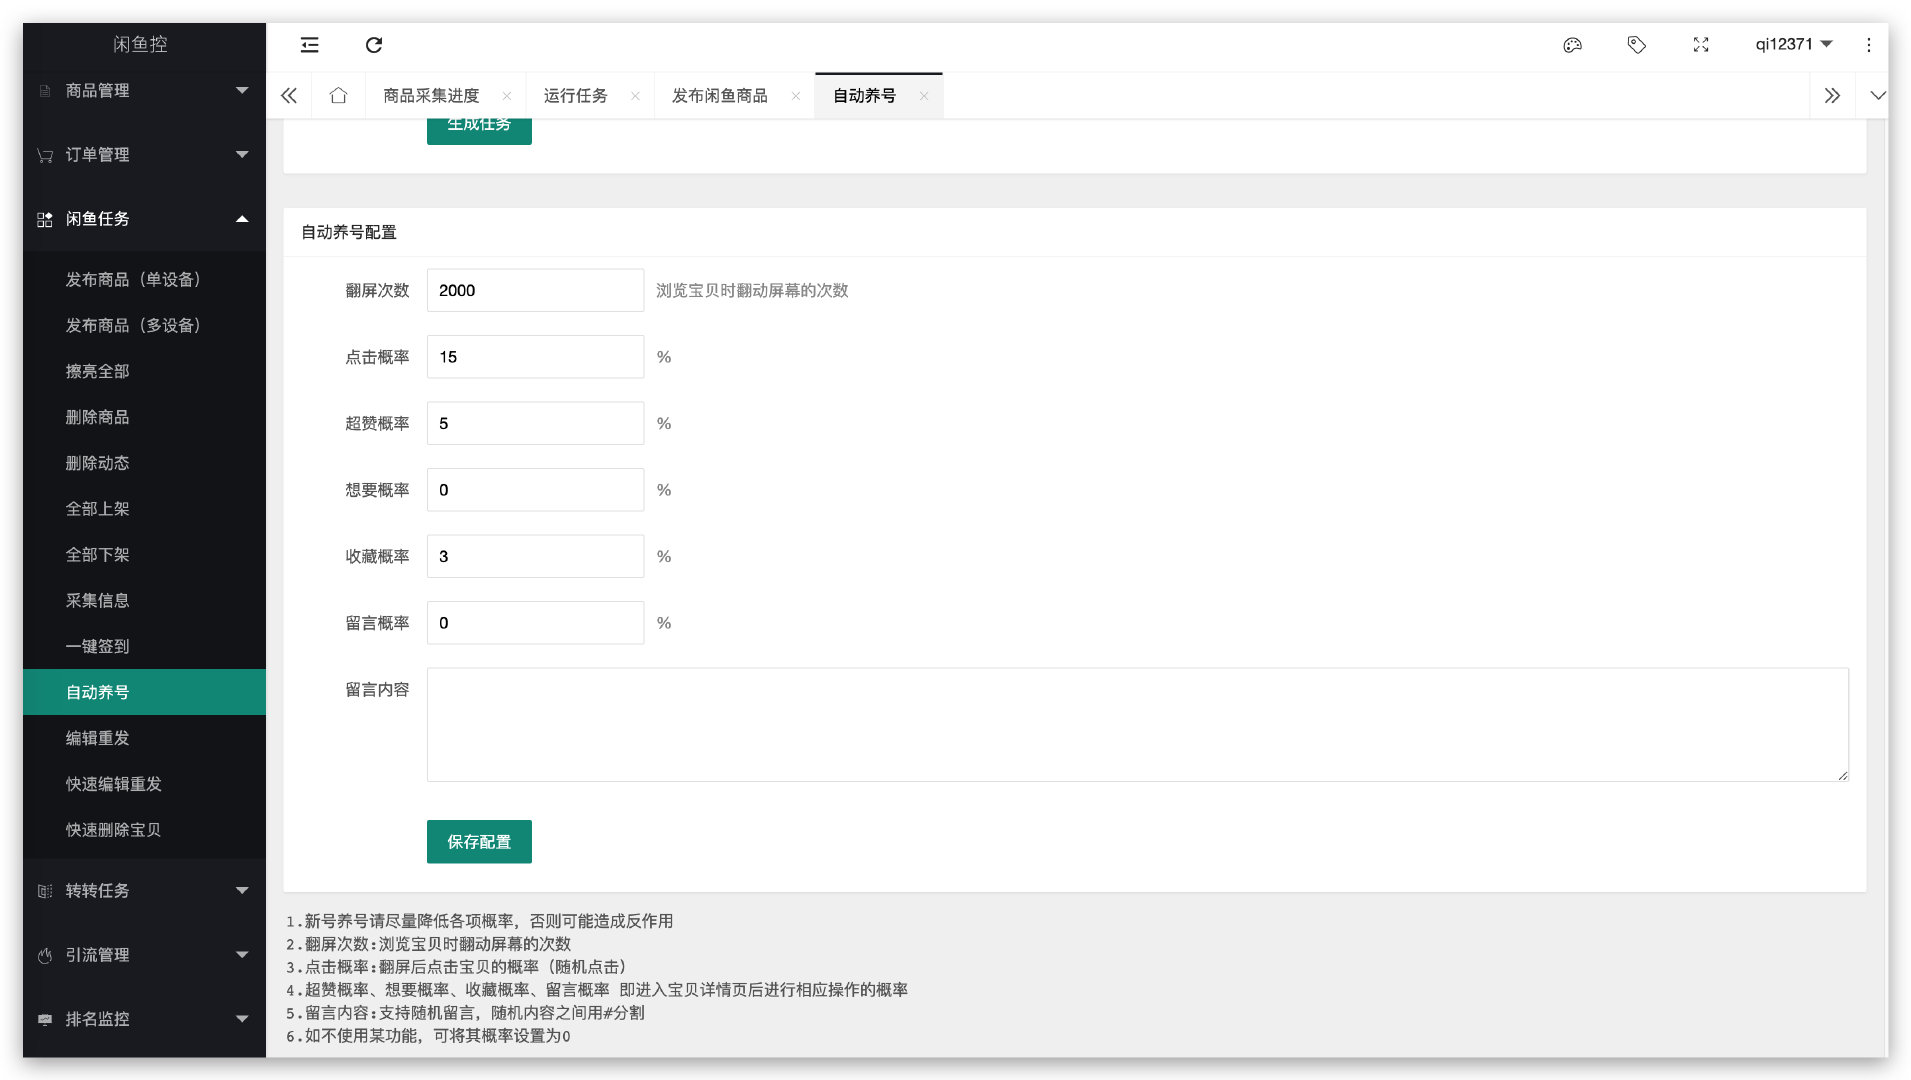 闲鱼控
qi12371
商品管理
商品采集进度
运行任务
发布闲鱼商品
自动养号
生成任务
订单管理
闲鱼任务
发布商品（单设备）
发布商品（多设备）
擦亮全部
删除商品
删除动态
全部上架
全部下架
采集信息
一键签到
自动养号
编辑重发
快速编辑重发
快速删除宝贝
转转任务
引流管理
排名监控
自动养号配置
翻屏次数 2000 浏览宝贝时翻动屏幕的次数
点击概率 15 %
超赞概率 5 %
想要概率 0 %
收藏概率 3 %
留言概率 0 %
留言内容
保存配置
1.新号养号请尽量降低各项概率，否则可能造成反作用
2.翻屏次数:浏览宝贝时翻动屏幕的次数
3.点击概率:翻屏后点击宝贝的概率（随机点击）
4.超赞概率、想要概率、收藏概率、留言概率 即进入宝贝详情页后进行相应操作的概率
5.留言内容:支持随机留言，随机内容之间用#分割
6.如不使用某功能，可将其概率设置为0